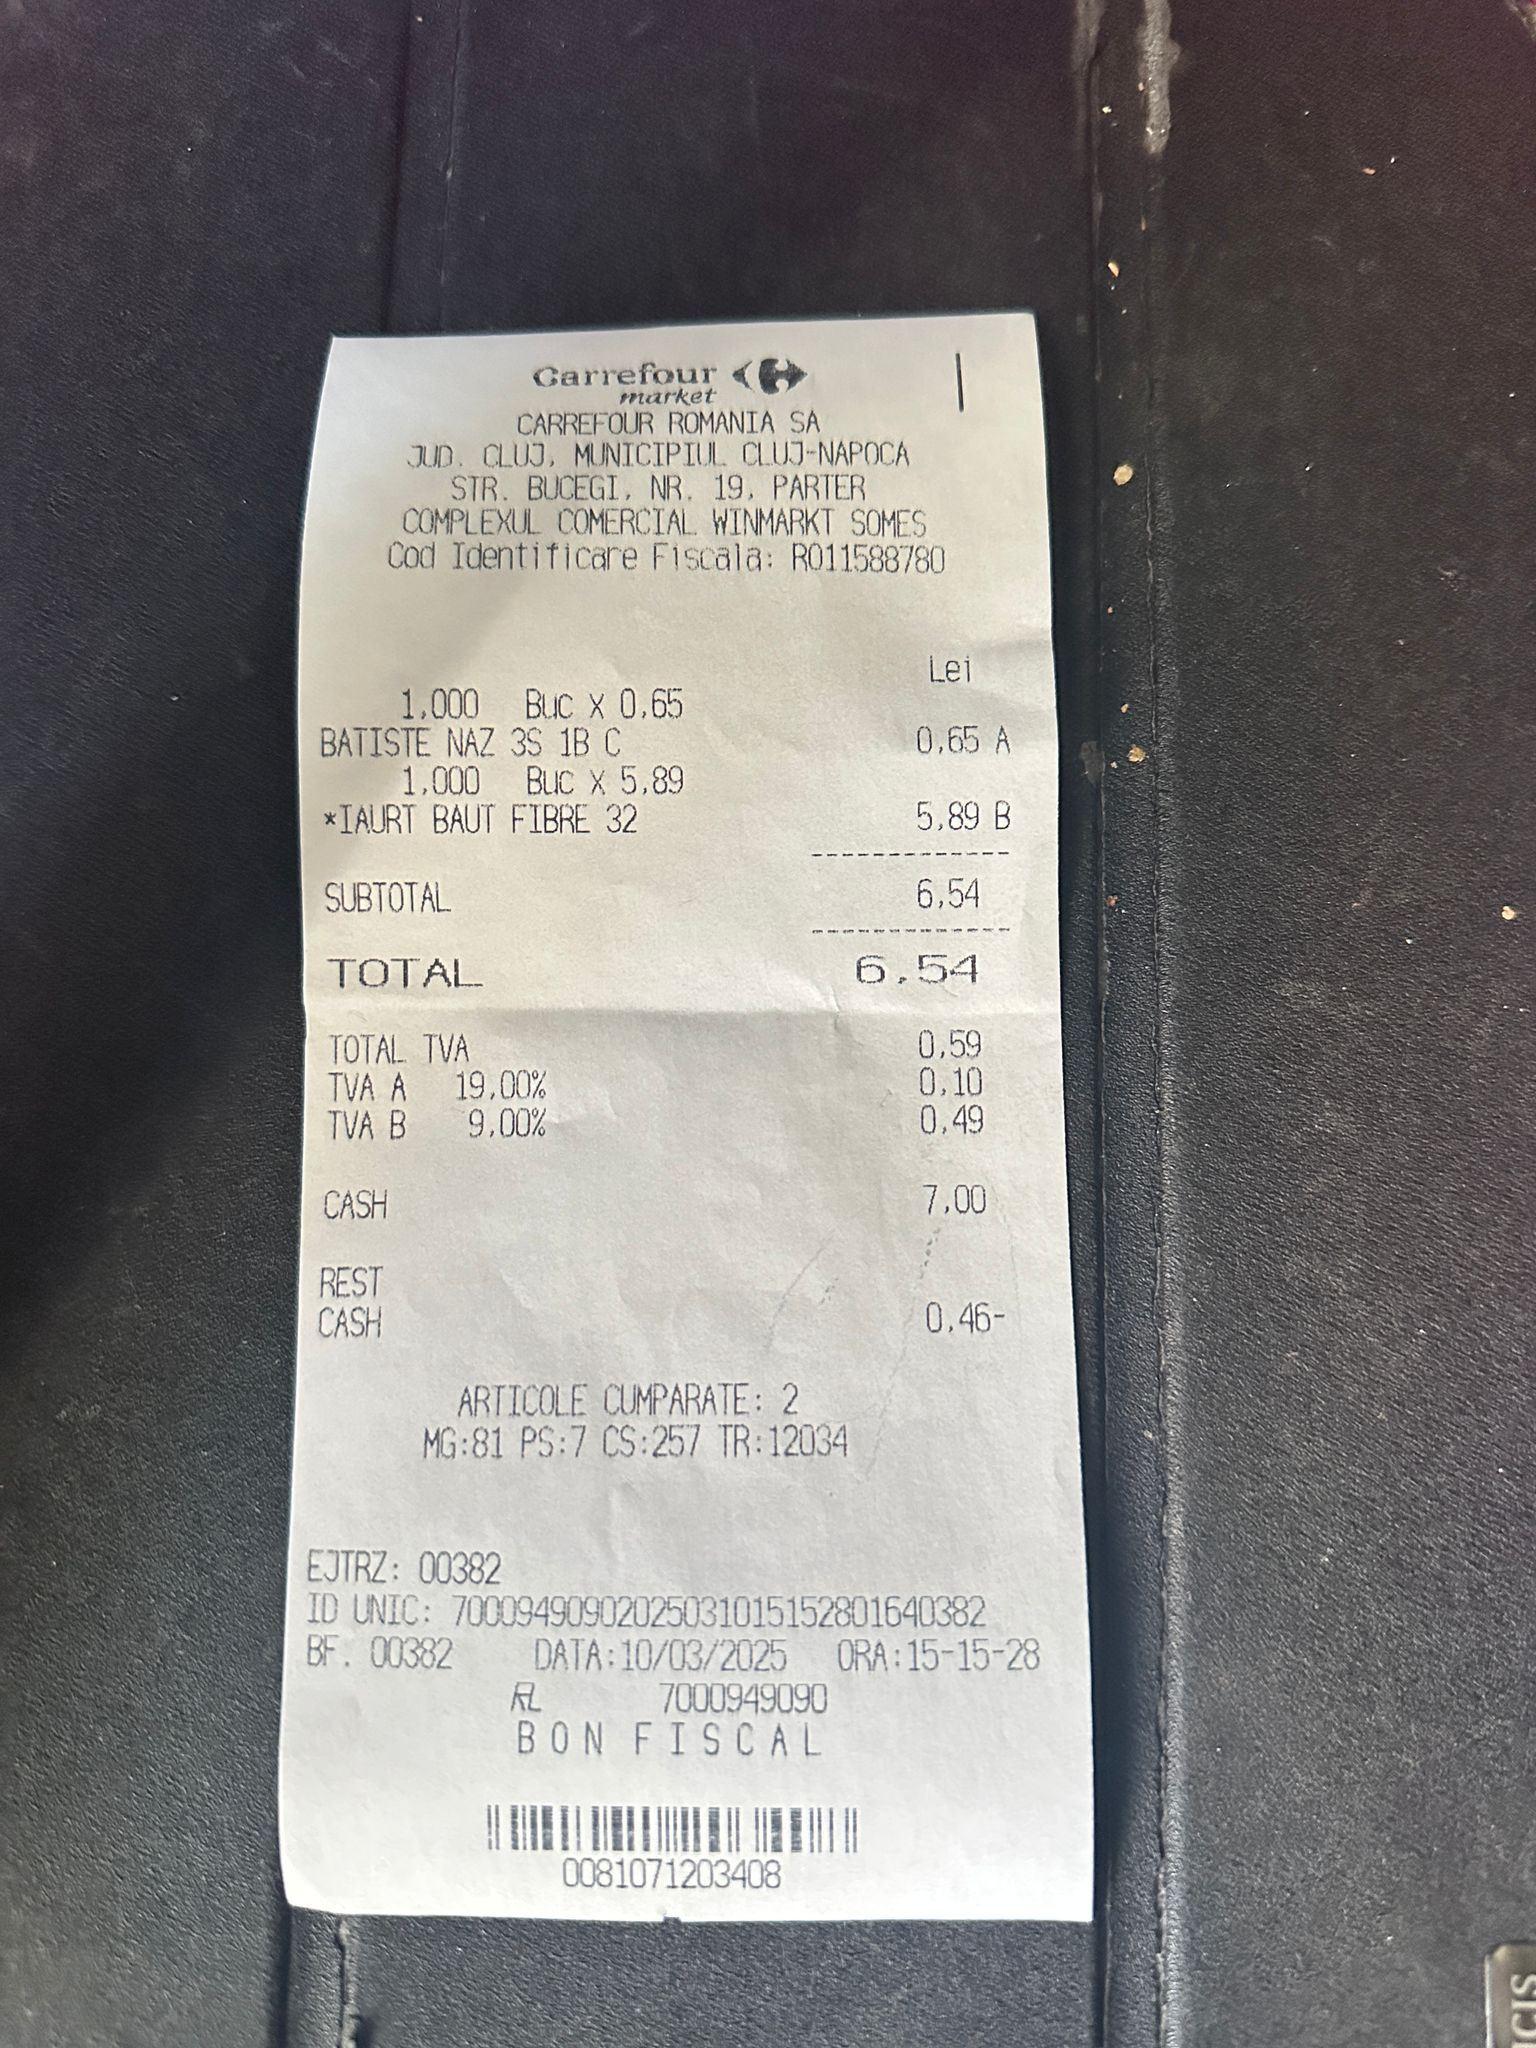 Carrefour
market
CARREFOUR ROMANIA SA
JUD. CLUJ, MUNICIPIUL CLUJ-NAPOCA
STR. BUCEGI, NR. 19, PARTER
COMPLEXUL COMERCIAL WINMARKT SOMES
Cod Identificare Fiscala: RO11588780
Lei
1,000 Buc X 0,65
BATISTE NAZ 3S 1B C 0,65 A
1,000 Buc X 5,89
*IAURT BAUT FIBRE 32 5,89 B
------------
SUBTOTAL 6,54
------------
TOTAL 6.54
TOTAL TVA 0,59
TVA A 19,00% 0,10
TVA B 9,00% 0,49
CASH 7,00
REST
CASH 0,46-
ARTICOLE CUMPARATE: 2
MG:81 PS:7 CS:257 TR:12034
EJTRZ: 00382
ID UNIC: 7000949090202503101515280164​0382
BF. 00382 DATA:10/03/2025 ORA:15-15-28
7000949090
BON FISCAL
0081071203408